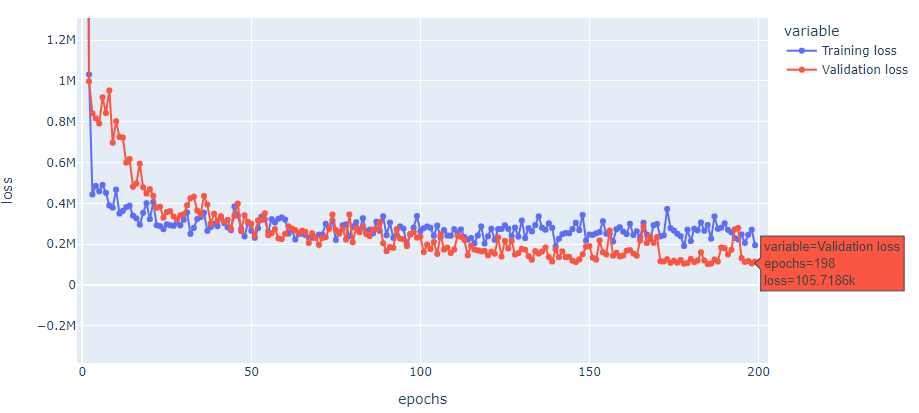 variable
Training loss
Validation loss
1.2M
1M
0.8M
0.6M
0.4M
0.2M
0
−0.2M
loss
variable=Validation loss
epochs=198
loss=105.7186k
0
50
100
150
200
epochs